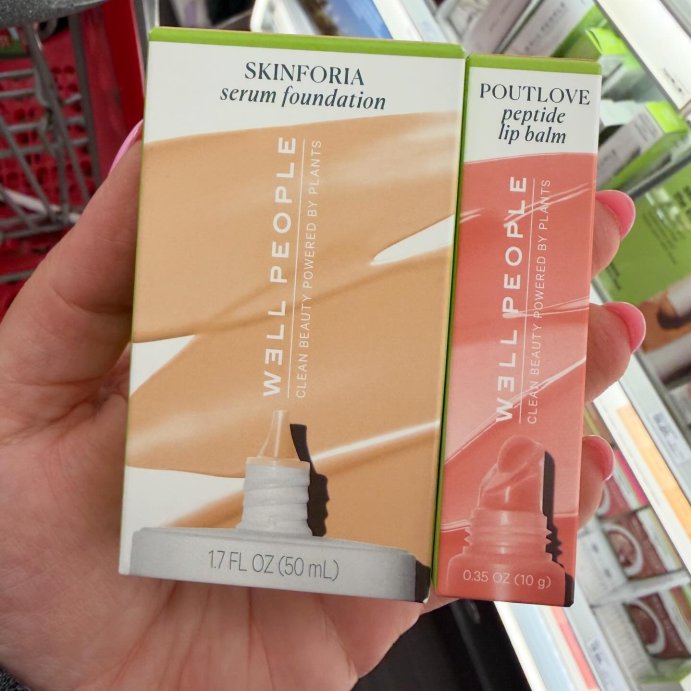 SKINFORIA
serum foundation
WELL PEOPLE
CLEAN BEAUTY POWERED BY PLANTS
1.7 FL OZ (50 mL)
POUTLOVE
peptide
lip balm
WELL PEOPLE
CLEAN BEAUTY POWERED BY PLANTS
0.35 OZ (10 g)